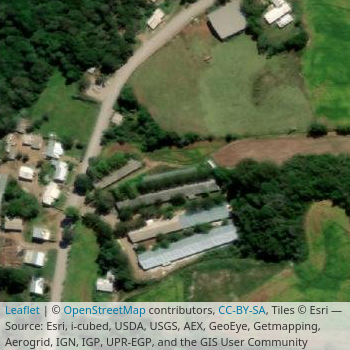 Leaflet | © OpenStreetMap contributors, CC-BY-SA, Tiles © Esri —
Source: Esri, i-cubed, USDA, USGS, AEX, GeoEye, Getmapping,
Aerogrid, IGN, IGP, UPR-EGP, and the GIS User Community